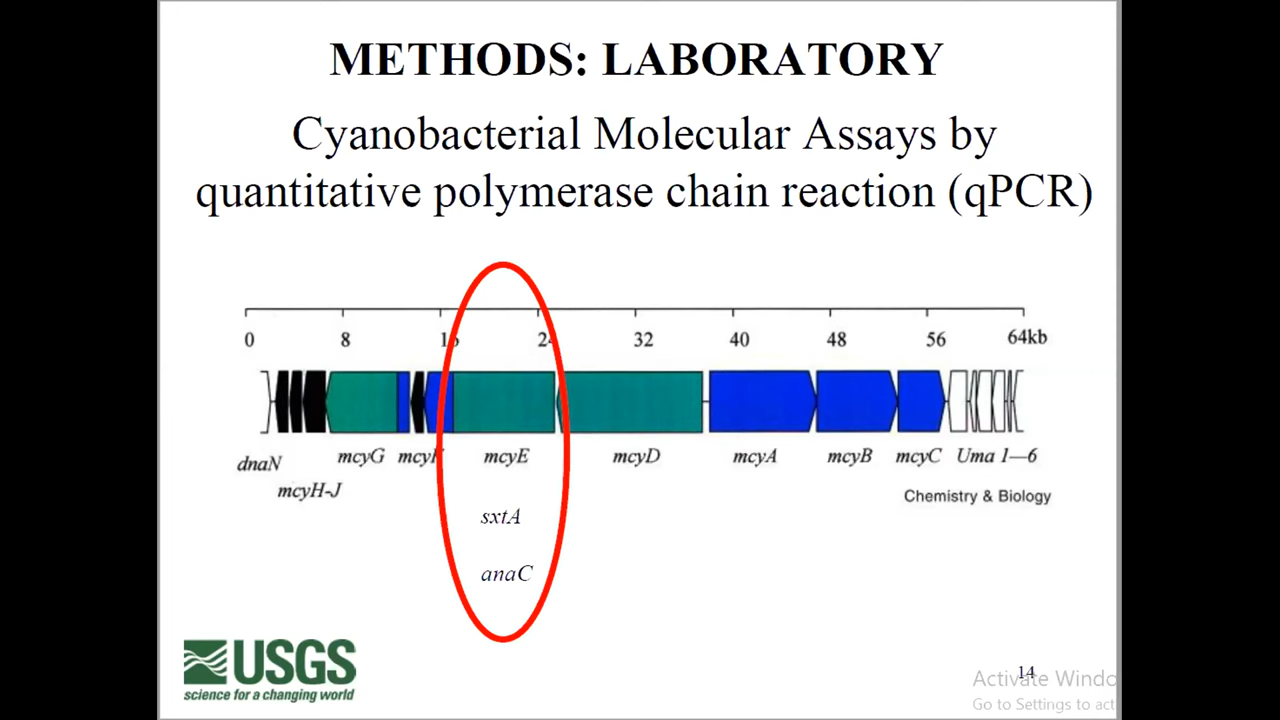 METHODS: LABORATORY
Cyanobacterial Molecular Assays by
quantitative polymerase chain reaction (qPCR)
0 8 16 24 32 40 48 56 64kb
mcyG mcyE mcyD mcyA mcyB mcyC Uma 1—6
dnaN
mcyH-J
Chemistry & Biology
sxtA
anaC
USGS
science for a changing world
14
Activate Windo
Go to Settings to act